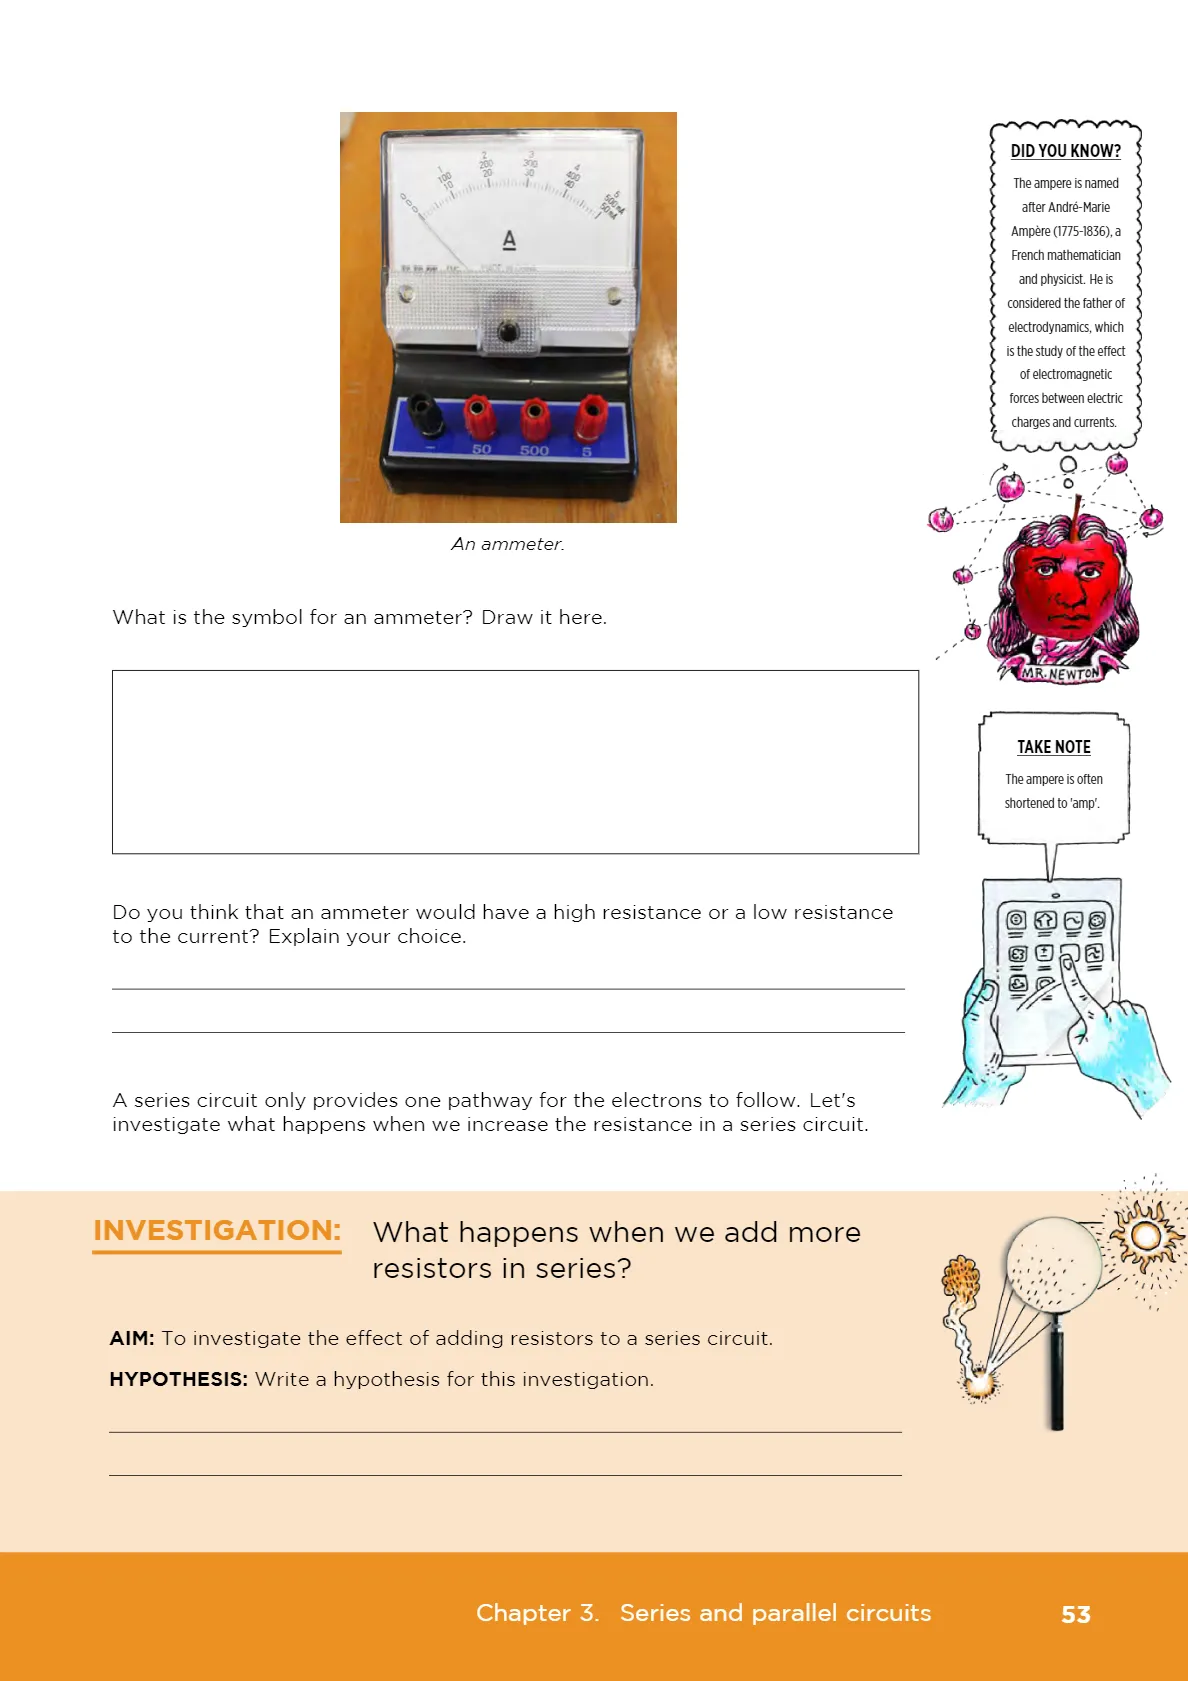 1 2 3 4 5
100 200 300 400 500mA
10 20 30 40 50mA
0
0
0
A
- 50 500 5
An ammeter.
What is the symbol for an ammeter? Draw it here.
Do you think that an ammeter would have a high resistance or a low resistance
to the current? Explain your choice.
A series circuit only provides one pathway for the electrons to follow. Let's
investigate what happens when we increase the resistance in a series circuit.
DID YOU KNOW?
The ampere is named
after André-Marie
Ampère (1775-1836), a
French mathematician
and physicist. He is
considered the father of
electrodynamics, which
is the study of the effect
of electromagnetic
forces between electric
charges and currents.
MR. NEWTON
TAKE NOTE
The ampere is often
shortened to 'amp'.
INVESTIGATION:
What happens when we add more
resistors in series?
AIM: To investigate the effect of adding resistors to a series circuit.
HYPOTHESIS: Write a hypothesis for this investigation.
Chapter 3. Series and parallel circuits
53